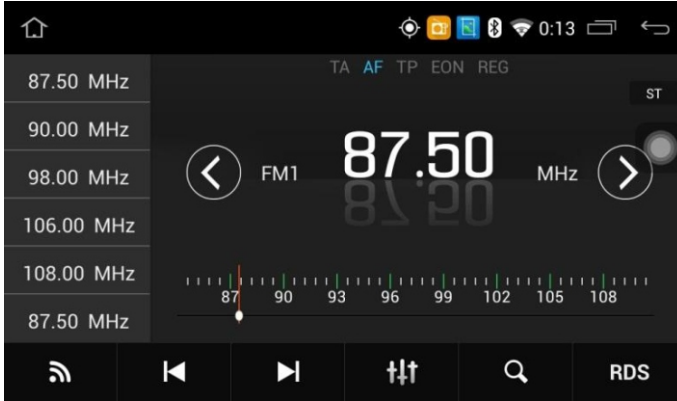 0:13
TA AF TP EON REG
ST
87.50 MHz
90.00 MHz
98.00 MHz
106.00 MHz
108.00 MHz
87.50 MHz
FM1 87.50 MHz
87 90 93 96 99 102 105 108
RDS